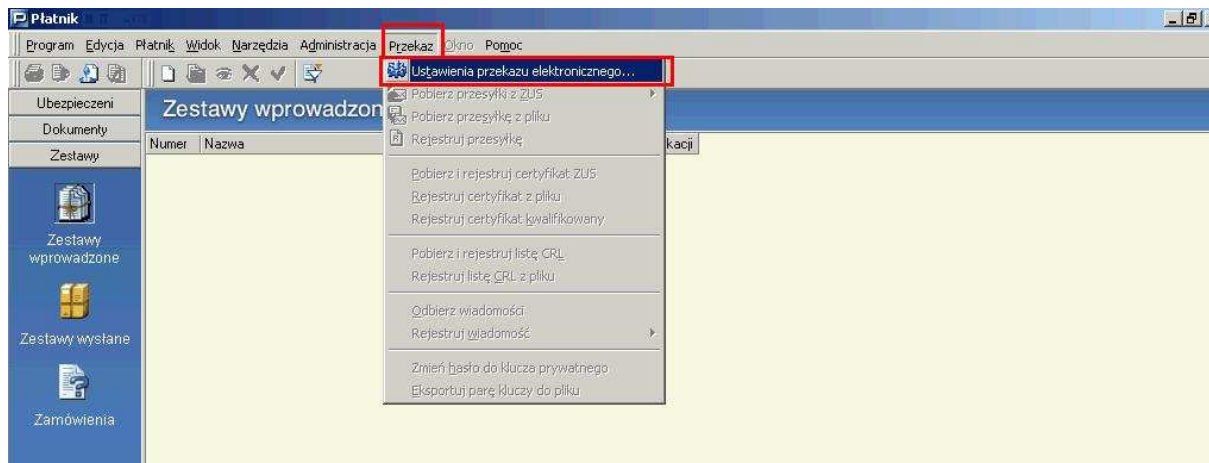 Płatnik
Program Edycja Płatnik Widok Narzędzia Administracja Przekaz Okno Pomoc
Ubezpieczeni
Dokumenty
Zestawy
Zestawy wprowadzone
Zestawy wysłane
Zamówienia
Zestawy wprowadzon
Numer Nazwa kacji
Ustawienia przekazu elektronicznego...
Pobierz przesyłki z ZUS
Pobierz przesyłkę z pliku
Rejestruj przesyłkę
Pobierz i rejestruj certyfikat ZUS
Rejestruj certyfikat z pliku
Rejestruj certyfikat kwalifikowany
Pobierz i rejestruj listę CRL
Rejestruj listę CRL z pliku
Odbierz wiadomości
Rejestruj wiadomość
Zmień hasło do klucza prywatnego
Eksportuj parę kluczy do pliku